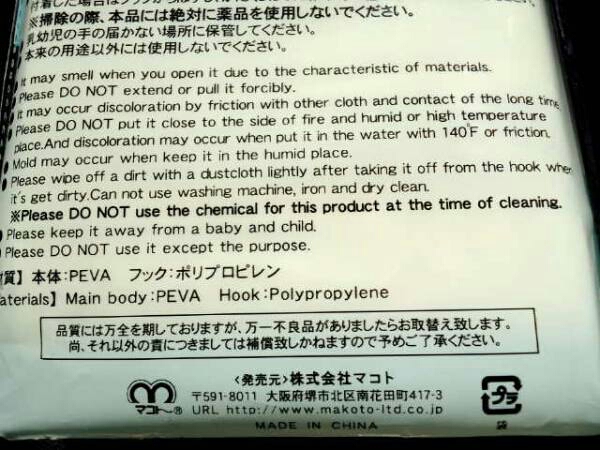 ※掃除の際、本品には絶対に薬品を使用しないでください。
乳幼児の手の届かない場所に保管してください。
本来の用途以外には使用しないでください。
●It may smell when you open it due to the characteristic of materials.
●Please DO NOT extend or pull it forcibly.
●It may occur discoloration by friction with other cloth and contact of the long time
●Please DO NOT put it close to the side of fire and humid or high temperature
place.And discoloration may occur when put it in the water with 140°F or friction.
●Mold may occur when keep it in the humid place.
●Please wipe off a dirt with a dustcloth lightly after taking it off from the hook when
it's get dirty.Can not use washing machine, iron and dry clean.
※Please DO NOT use the chemical for this product at the time of cleaning.
●Please keep it away from a baby and child.
Please DO NOT use it except the purpose.
質】 本体:PEVA フック:ポリプロピレン
aterials】 Main body:PEVA Hook:Polypropylene
品質には万全を期しておりますが、万一不良品がありましたらお取替え致します。
尚、それ以外の責につきましては補償致しかねますので予めご了承ください。
マコト®
〈発売元〉株式会社マコト
〒591-8011 大阪府堺市北区南花田町417-3
URL http://www.makoto-ltd.co.jp
MADE IN CHINA
プラ
袋